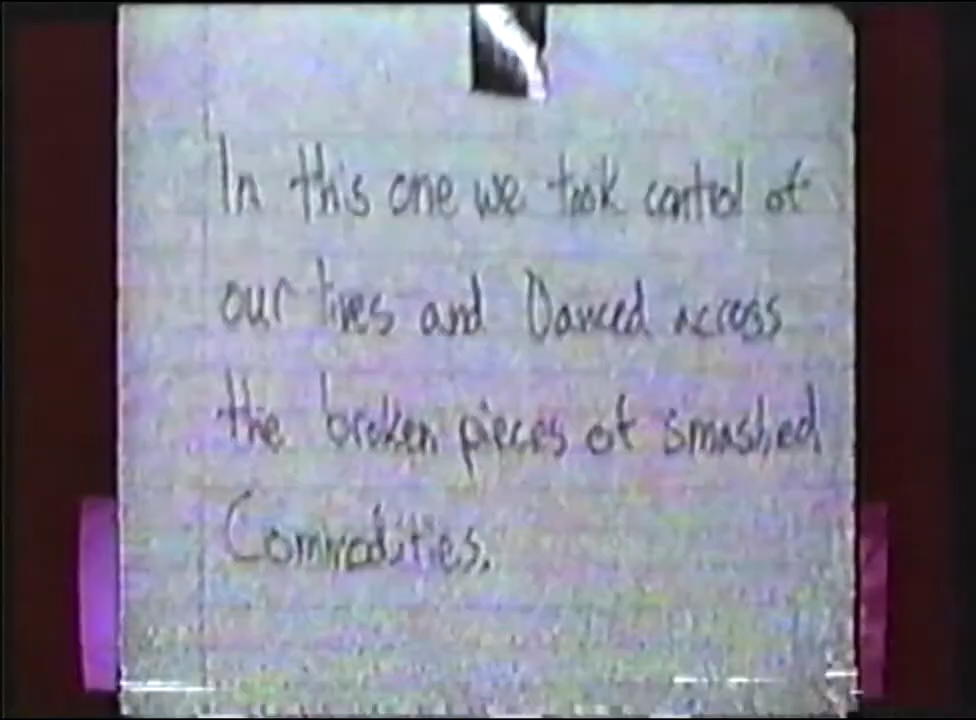 In this one we took control of
our lives and Danced across
the broken pieces of smashed
Commodities.